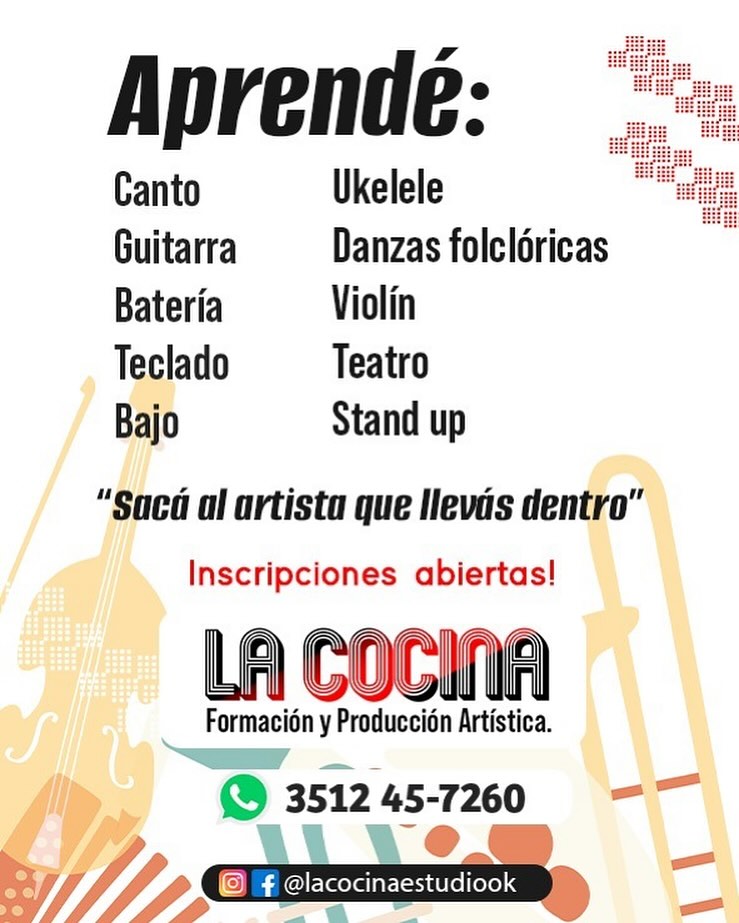 Aprendé:
Canto
Guitarra
Batería
Teclado
Bajo
Ukelele
Danzas folclóricas
Violín
Teatro
Stand up
“Sacá al artista que llevás dentro”
Inscripciones abiertas!
LA COCINA
Formación y Producción Artística.
3512 45-7260
@lacocinaestudiook